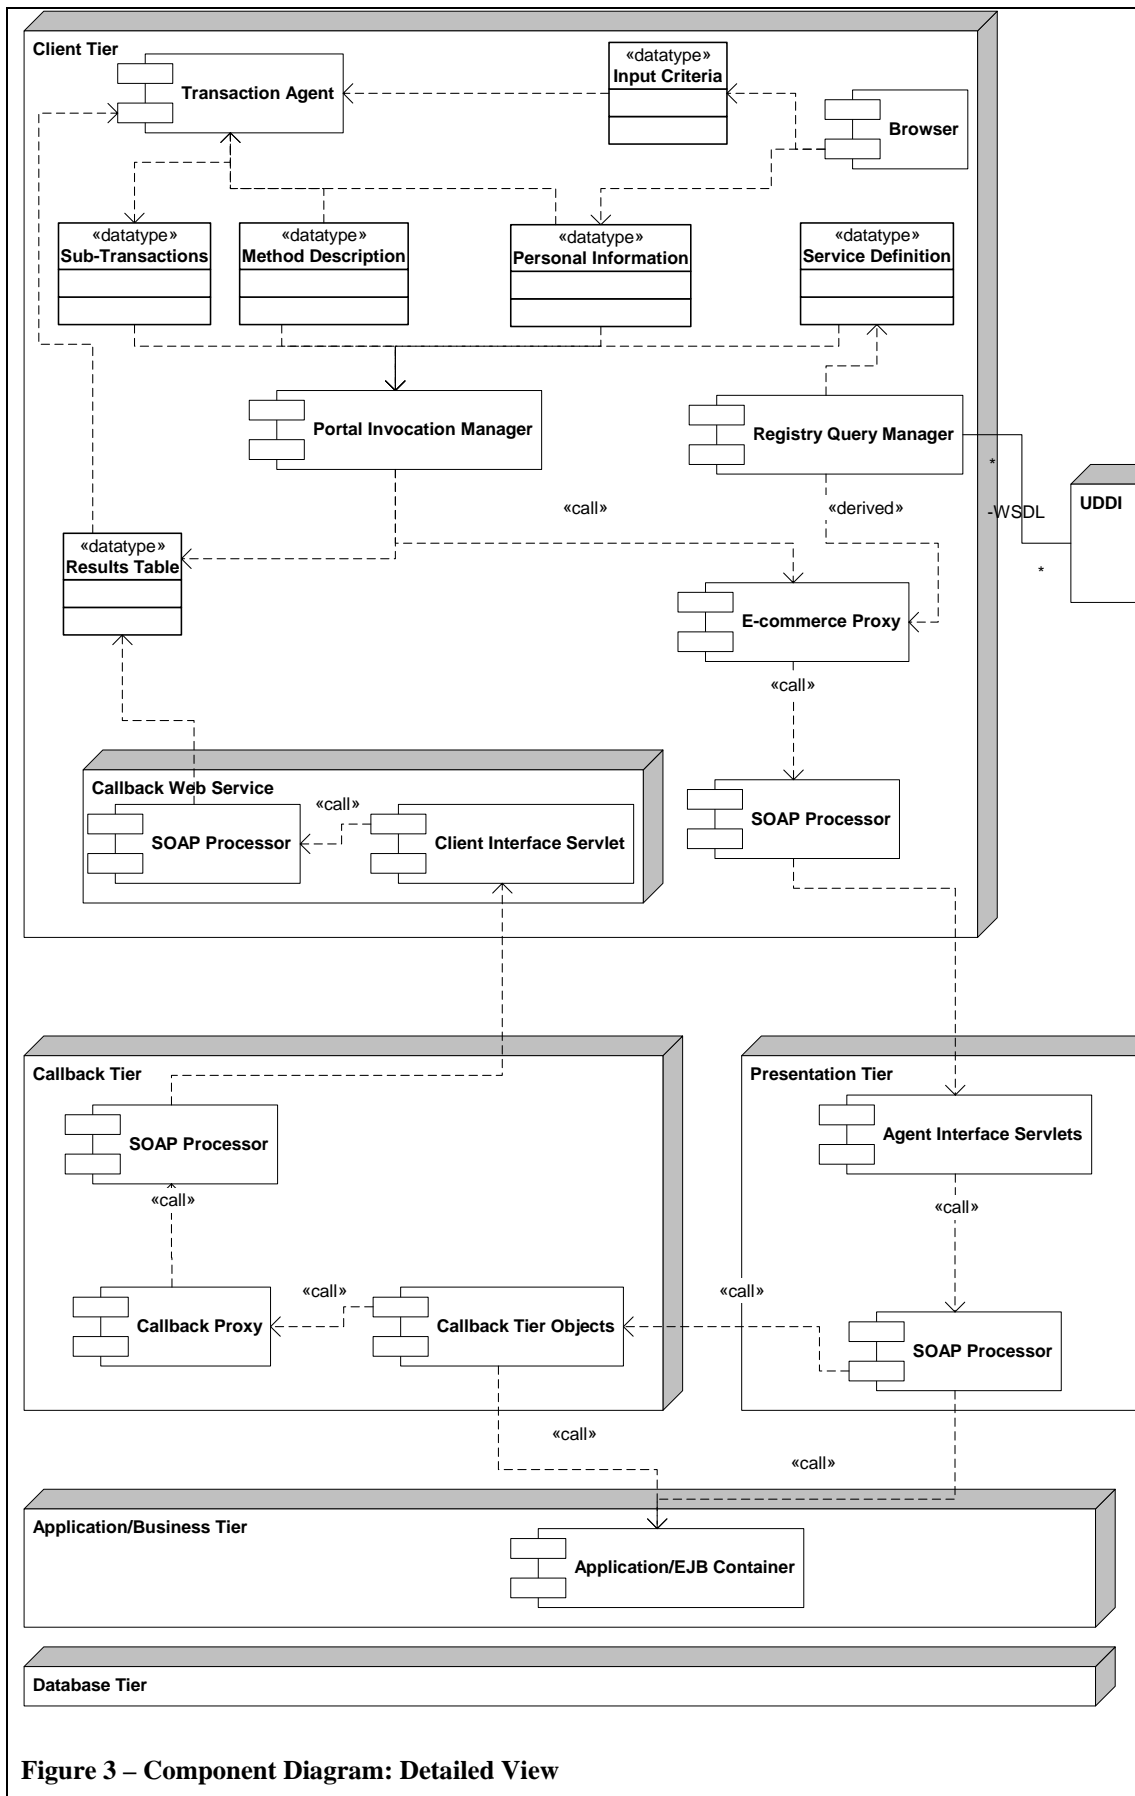 Client Tier
Transaction Agent
«datatype»
Input Criteria
Browser
«datatype»
Sub-Transactions
«datatype»
Method Description
«datatype»
Personal Information
«datatype»
Service Definition
Portal Invocation Manager
Registry Query Manager
*
-WSDL
*
UDDI
«call»
«derived»
«datatype»
Results Table
E-commerce Proxy
«call»
Callback Web Service
SOAP Processor
«call»
Client Interface Servlet
SOAP Processor
Callback Tier
SOAP Processor
«call»
Callback Proxy
«call»
Callback Tier Objects
«call»
Presentation Tier
Agent Interface Servlets
«call»
SOAP Processor
«call»
«call»
Application/Business Tier
Application/EJB Container
Database Tier
Figure 3 – Component Diagram: Detailed View